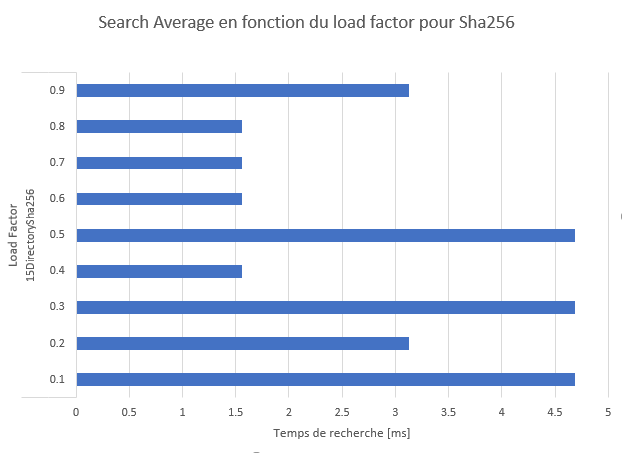 Search Average en fonction du load factor pour Sha256
0.9
0.8
0.7
0.6
0.5
0.4
0.3
0.2
0.1
Load Factor
15DirectorySha256
0 0.5 1 1.5 2 2.5 3 3.5 4 4.5 5
Temps de recherche [ms]